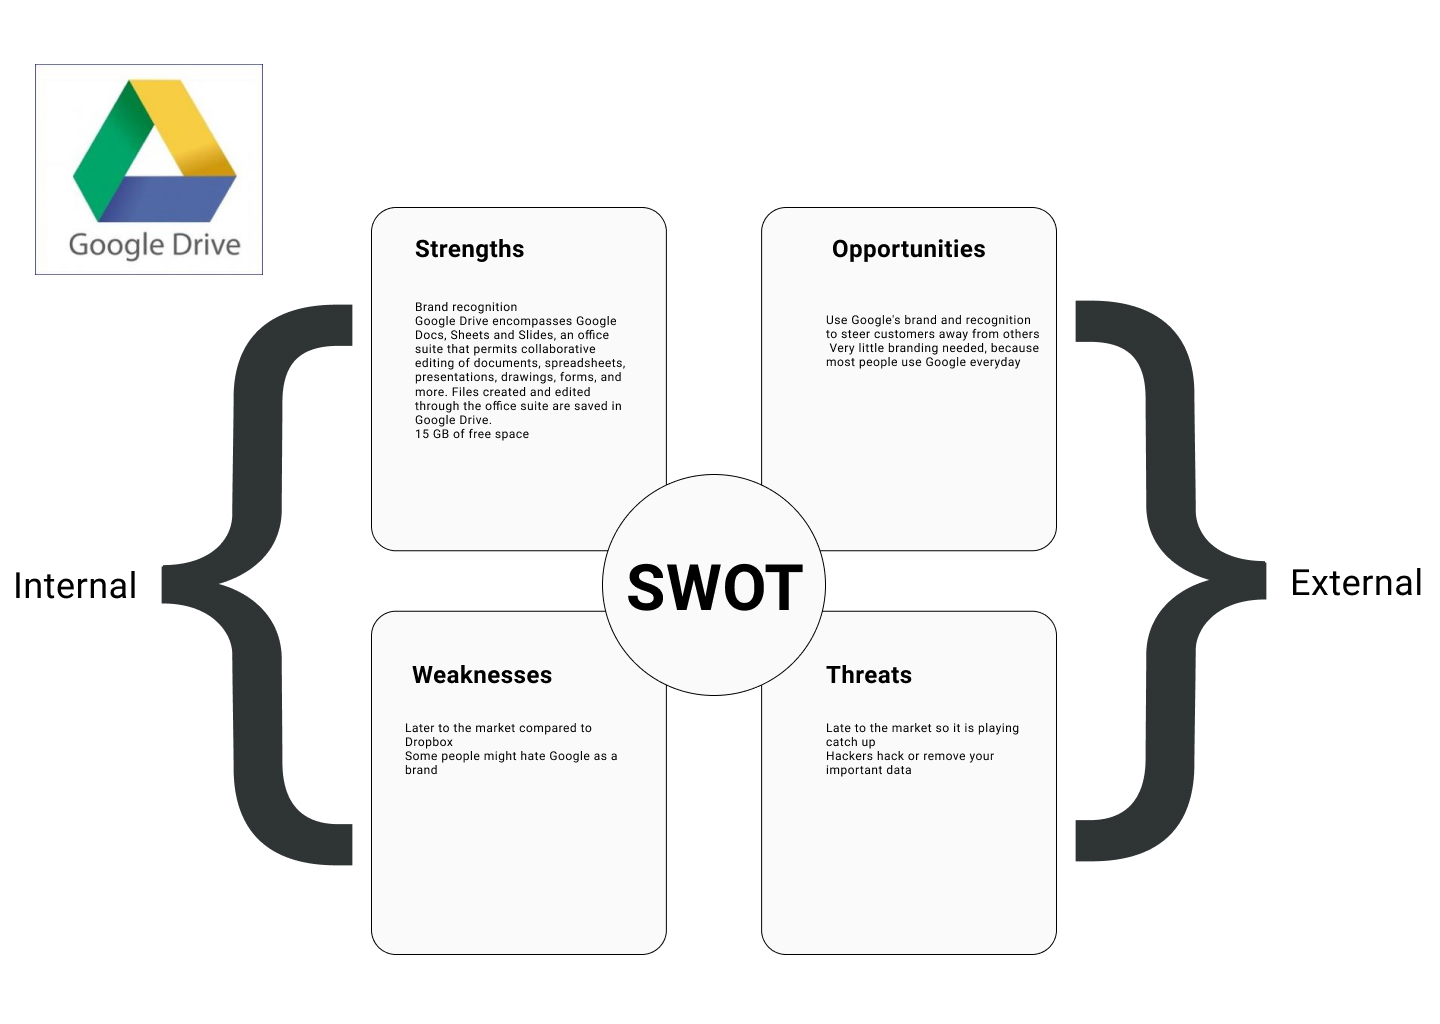 Google Drive
Strengths
Brand recognition
Google Drive encompasses Google
Docs, Sheets and Slides, an office
suite that permits collaborative
editing of documents, spreadsheets,
presentations, drawings, forms, and
more. Files created and edited
through the office suite are saved in
Google Drive.
15 GB of free space
Opportunities
Use Google's brand and recognition
to steer customers away from others
Very little branding needed, because
most people use Google everyday
Internal
SWOT
External
Weaknesses
Later to the market compared to
Dropbox
Some people might hate Google as a
brand
Threats
Late to the market so it is playing
catch up
Hackers hack or remove your
important data